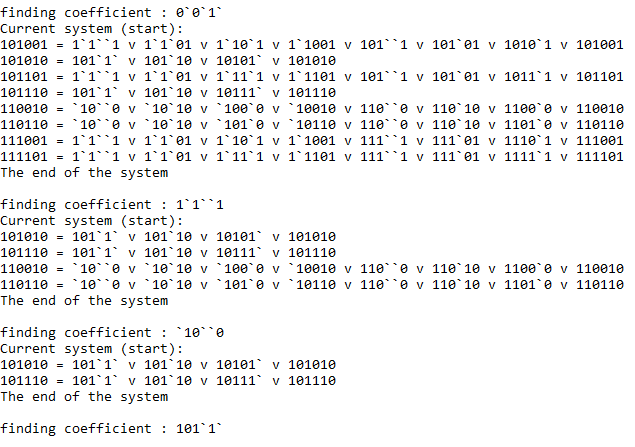 finding coefficient : 0`0`1`
Current system (start):
101001 = 1`1``1 v 1`1`01 v 1`10`1 v 1`1001 v 101``1 v 101`01 v 1010`1 v 101001
101010 = 101`1` v 101`10 v 10101` v 101010
101101 = 1`1``1 v 1`1`01 v 1`11`1 v 1`1101 v 101``1 v 101`01 v 1011`1 v 101101
101110 = 101`1` v 101`10 v 10111` v 101110
110010 = `10``0 v `10`10 v `100`0 v `10010 v 110``0 v 110`10 v 1100`0 v 110010
110110 = `10``0 v `10`10 v `101`0 v `10110 v 110``0 v 110`10 v 1101`0 v 110110
111001 = 1`1``1 v 1`1`01 v 1`10`1 v 1`1001 v 111``1 v 111`01 v 1110`1 v 111001
111101 = 1`1``1 v 1`1`01 v 1`11`1 v 1`1101 v 111``1 v 111`01 v 1111`1 v 111101
The end of the system
finding coefficient : 1`1``1
Current system (start):
101010 = 101`1` v 101`10 v 10101` v 101010
101110 = 101`1` v 101`10 v 10111` v 101110
110010 = `10``0 v `10`10 v `100`0 v `10010 v 110``0 v 110`10 v 1100`0 v 110010
110110 = `10``0 v `10`10 v `101`0 v `10110 v 110``0 v 110`10 v 1101`0 v 110110
The end of the system
finding coefficient : `10``0
Current system (start):
101010 = 101`1` v 101`10 v 10101` v 101010
101110 = 101`1` v 101`10 v 10111` v 101110
The end of the system
finding coefficient : 101`1`